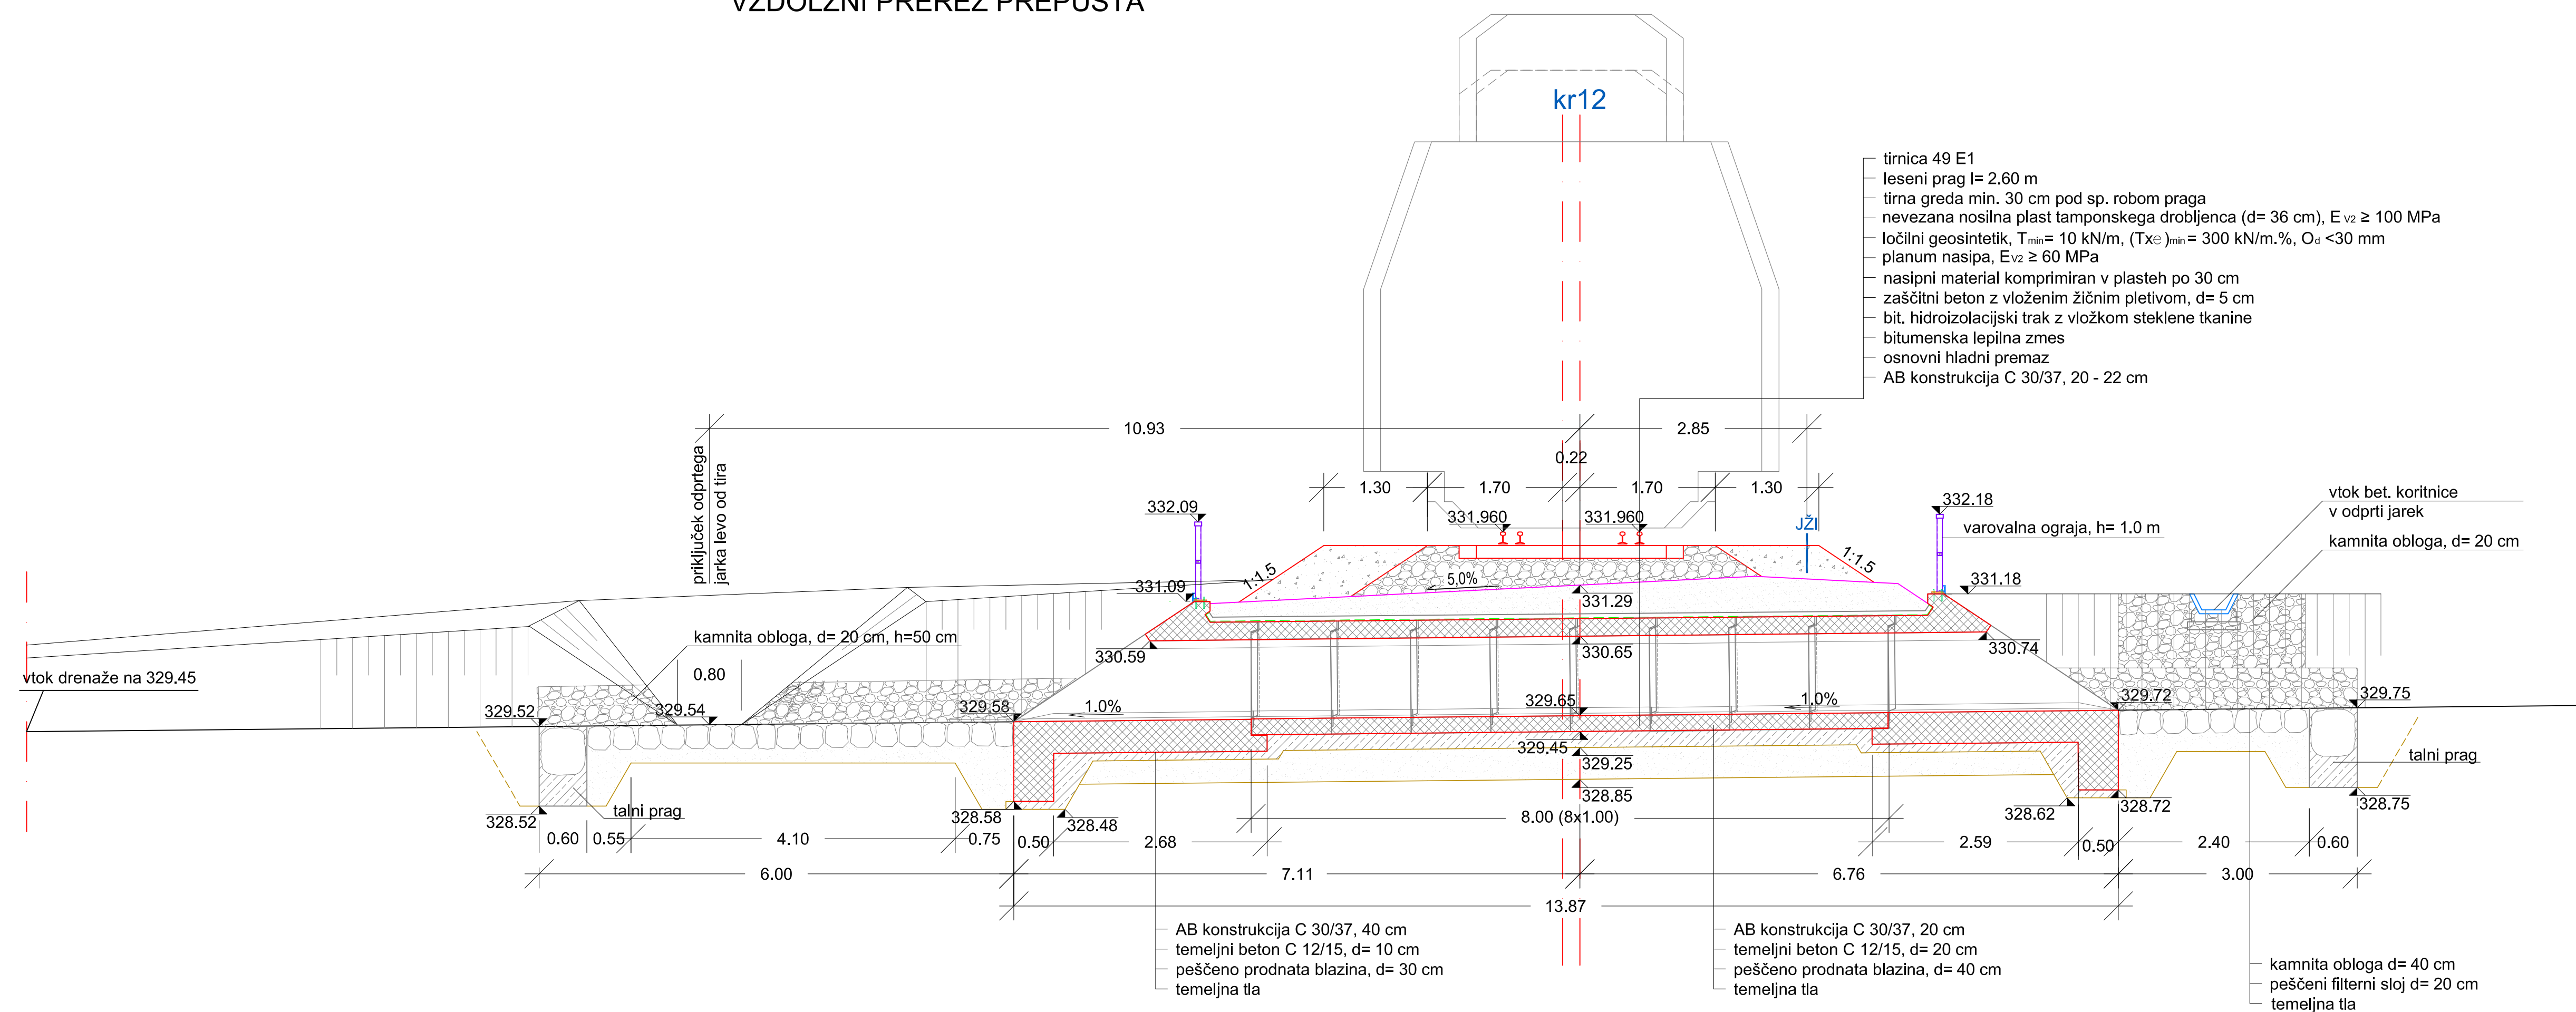 VZDOLŽNI PREREZ PREPUSTA
kr12
tirnica 49 E1
leseni prag l= 2.60 m
tirna greda min. 30 cm pod sp. robom praga
nevezana nosilna plast tamponskega drobljenca (d= 36 cm), E V2 ≥ 100 MPa
ločilni geosintetik, Tmin= 10 kN/m, (Txe)min= 300 kN/m.%, Od <30 mm
planum nasipa, EV2 ≥ 60 MPa
nasipni material komprimiran v plasteh po 30 cm
zaščitni beton z vloženim žičnim pletivom, d= 5 cm
bit. hidroizolacijski trak z vložkom steklene tkanine
bitumenska lepilna zmes
osnovni hladni premaz
AB konstrukcija C 30/37, 20 - 22 cm
10.93
2.85
0.22
1.30
1.70
1.70
1.30
priključek odprtega
jarka levo od tira
332.09
331.960
331.960
JŽI
332.18
varovalna ograja, h= 1.0 m
vtok bet. koritnice
v odprti jarek
kamnita obloga, d= 20 cm
1:1.5
1:1.5
5,0%
331.09
331.29
331.18
kamnita obloga, d= 20 cm, h=50 cm
330.59
330.65
330.74
0.80
vtok drenaže na 329.45
329.52
329.54
329.58
1.0%
329.65
1.0%
329.72
329.75
329.45
329.25
328.85
talni prag
talni prag
328.52
328.58
328.48
328.62
328.72
328.75
8.00 (8x1.00)
0.60
0.55
4.10
0.75
0.50
2.68
2.59
0.50
2.40
0.60
6.00
7.11
6.76
3.00
13.87
AB konstrukcija C 30/37, 40 cm
temeljni beton C 12/15, d= 10 cm
peščeno prodnata blazina, d= 30 cm
temeljna tla
AB konstrukcija C 30/37, 20 cm
temeljni beton C 12/15, d= 20 cm
peščeno prodnata blazina, d= 40 cm
temeljna tla
kamnita obloga d= 40 cm
peščeni filterni sloj d= 20 cm
temeljna tla